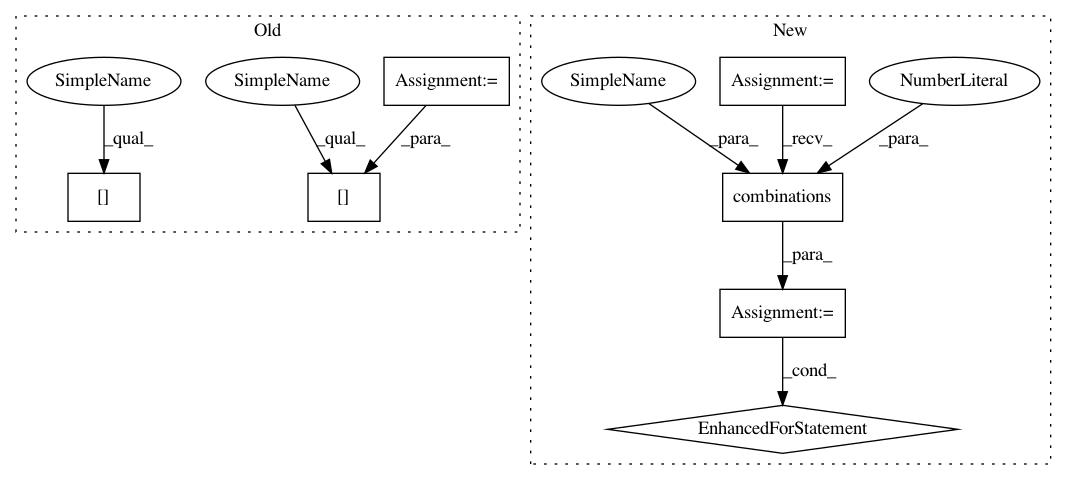 Old
New
SimpleName
SimpleName
Assignment:=
SimpleName
Assignment:=
NumberLiteral
_qual_
_qual_
_para_
_para_
_recv_
_para_
[]
[]
combinations
_para_
Assignment:=
_cond_
EnhancedForStatement